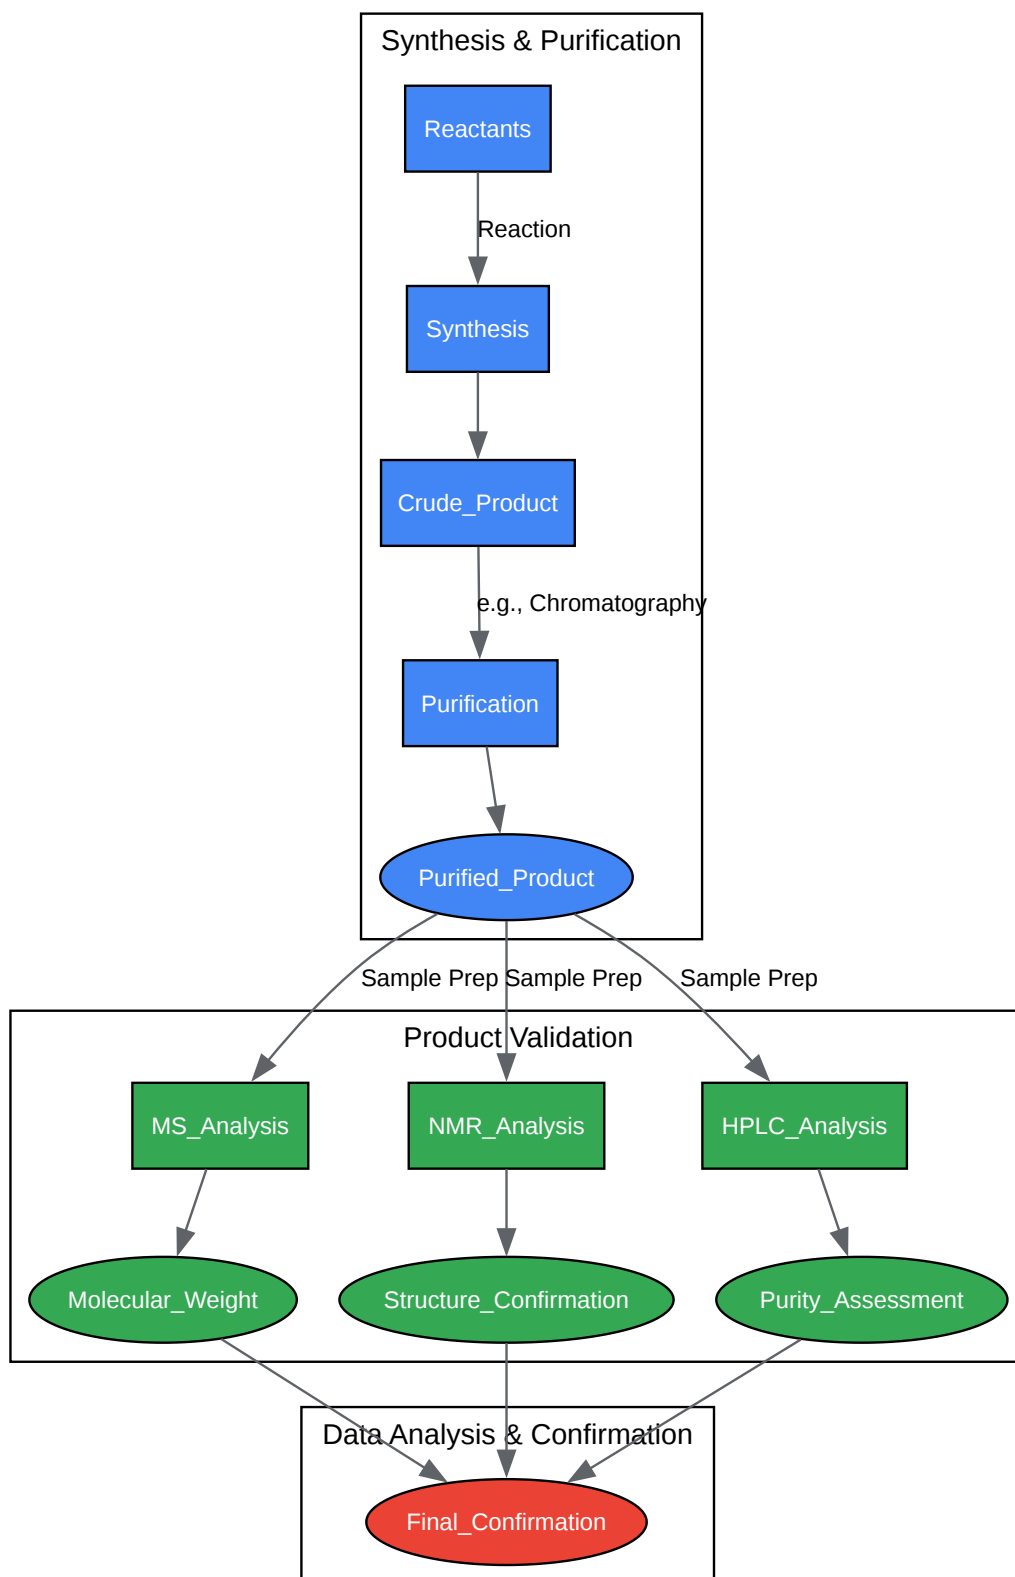 Synthesis & Purification
Reactants
Reaction
Synthesis
Crude_Product
e.g., Chromatography
Purification
Purified_Product
Sample Prep
Sample Prep
Sample Prep
Product Validation
MS_Analysis
NMR_Analysis
HPLC_Analysis
Molecular_Weight
Structure_Confirmation
Purity_Assessment
Data Analysis & Confirmation
Final_Confirmation